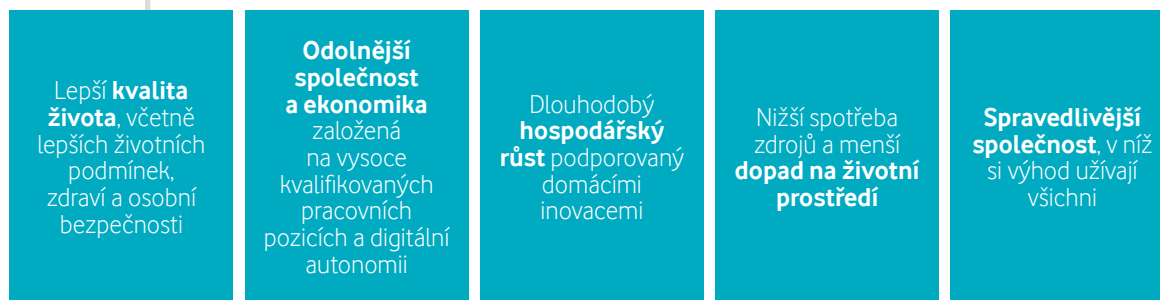 Lepší kvalita
života, včetně
lepších životních
podmínek,
zdraví a osobní
bezpečnosti
Odolnější
společnost
a ekonomika
založená
na vysoce
kvalifikovaných
pracovních
pozicích a digitální
autonomii
Dlouhodobý
hospodářský
růst podporovaný
domácími
inovacemi
Nižší spotřeba
zdrojů a menší
dopad na životní
prostředí
Spravedlivější
společnost, v níž
si výhod užívají
všichni